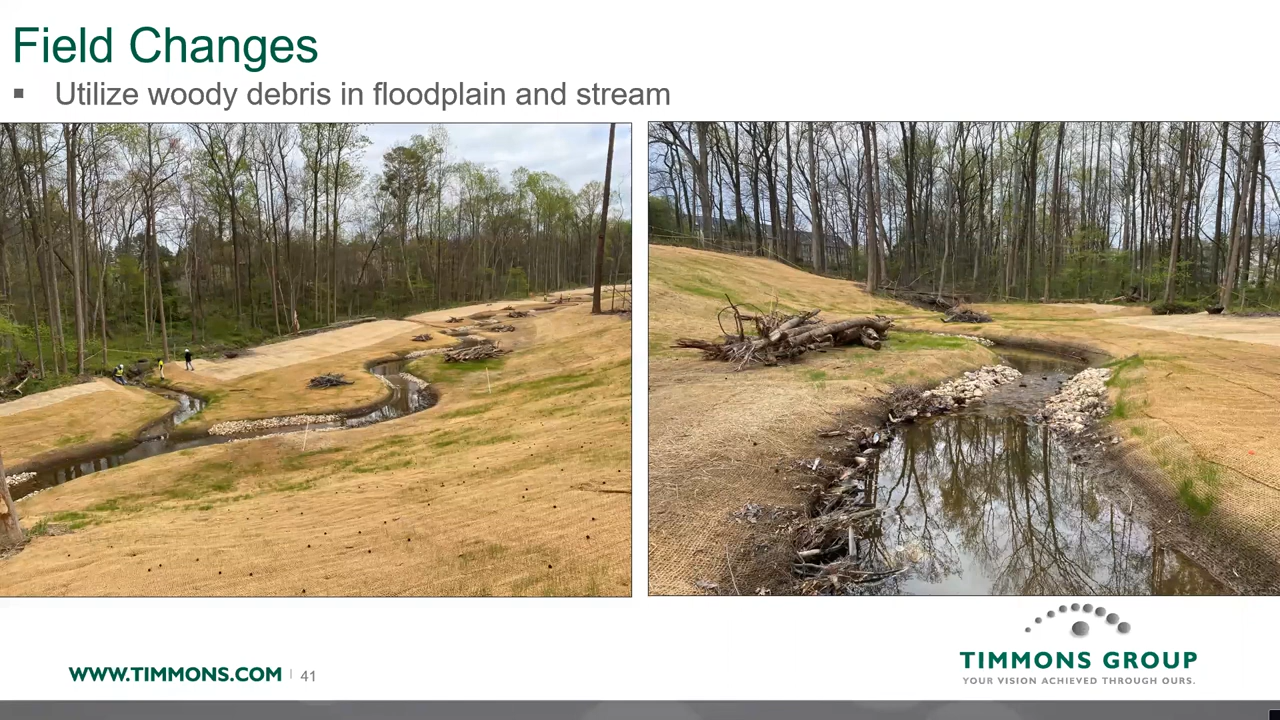 Field Changes
▪ Utilize woody debris in floodplain and stream
WWW.TIMMONS.COM | 41
TIMMONS GROUP
YOUR VISION ACHIEVED THROUGH OURS.